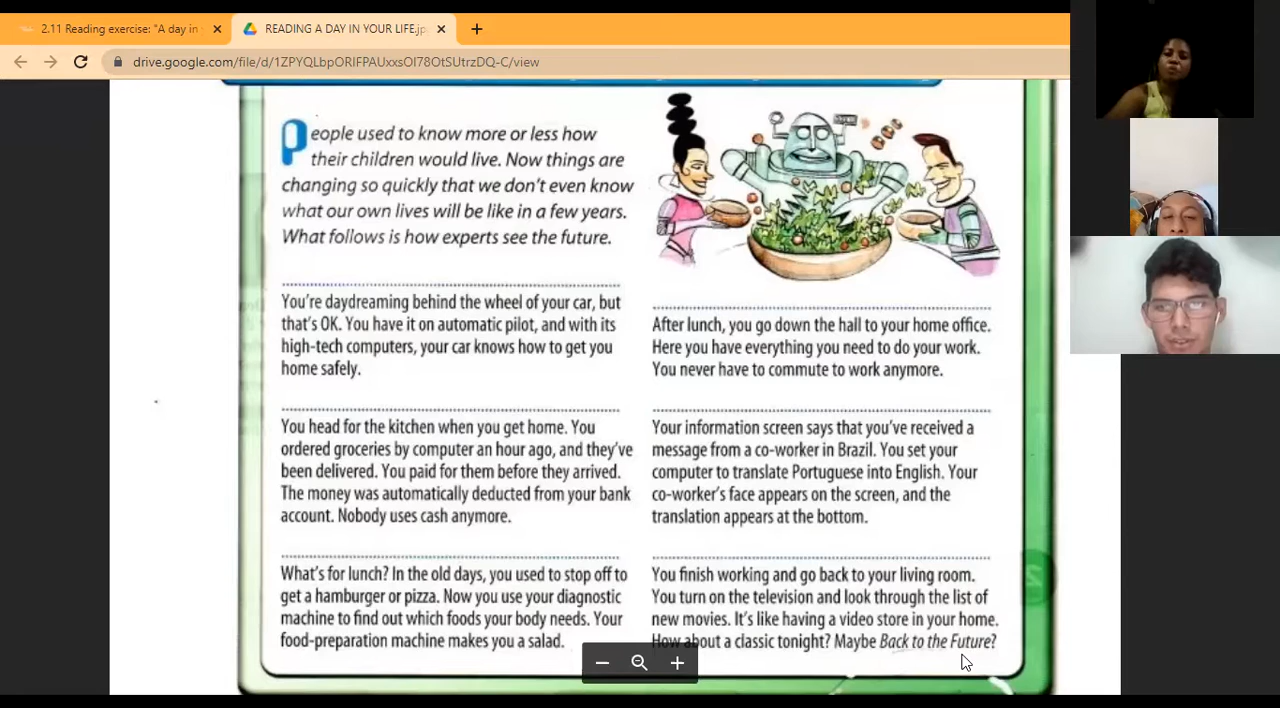 2.11 Reading exercise: "A day in
READING A DAY IN YOUR LIFE.jp
drive.google.com/file/d/1ZPYQLbpORIFPAUxxsOI78OtSUtrzDQ-C/view
People used to know more or less how
their children would live. Now things are
changing so quickly that we don't even know
what our own lives will be like in a few years.
What follows is how experts see the future.
You're daydreaming behind the wheel of your car, but
that's OK. You have it on automatic pilot, and with its
high-tech computers, your car knows how to get you
home safely.
You head for the kitchen when you get home. You
ordered groceries by computer an hour ago, and they've
been delivered. You paid for them before they arrived.
The money was automatically deducted from your bank
account. Nobody uses cash anymore.
What's for lunch? In the old days, you used to stop off to
get a hamburger or pizza. Now you use your diagnostic
machine to find out which foods your body needs. Your
food-preparation machine makes you a salad.
After lunch, you go down the hall to your home office.
Here you have everything you need to do your work.
You never have to commute to work anymore.
Your information screen says that you've received a
message from a co-worker in Brazil. You set your
computer to translate Portuguese into English. Your
co-worker's face appears on the screen, and the
translation appears at the bottom.
You finish working and go back to your living room.
You turn on the television and look through the list of
new movies. It's like having a video store in your home.
How about a classic tonight? Maybe Back to the Future?